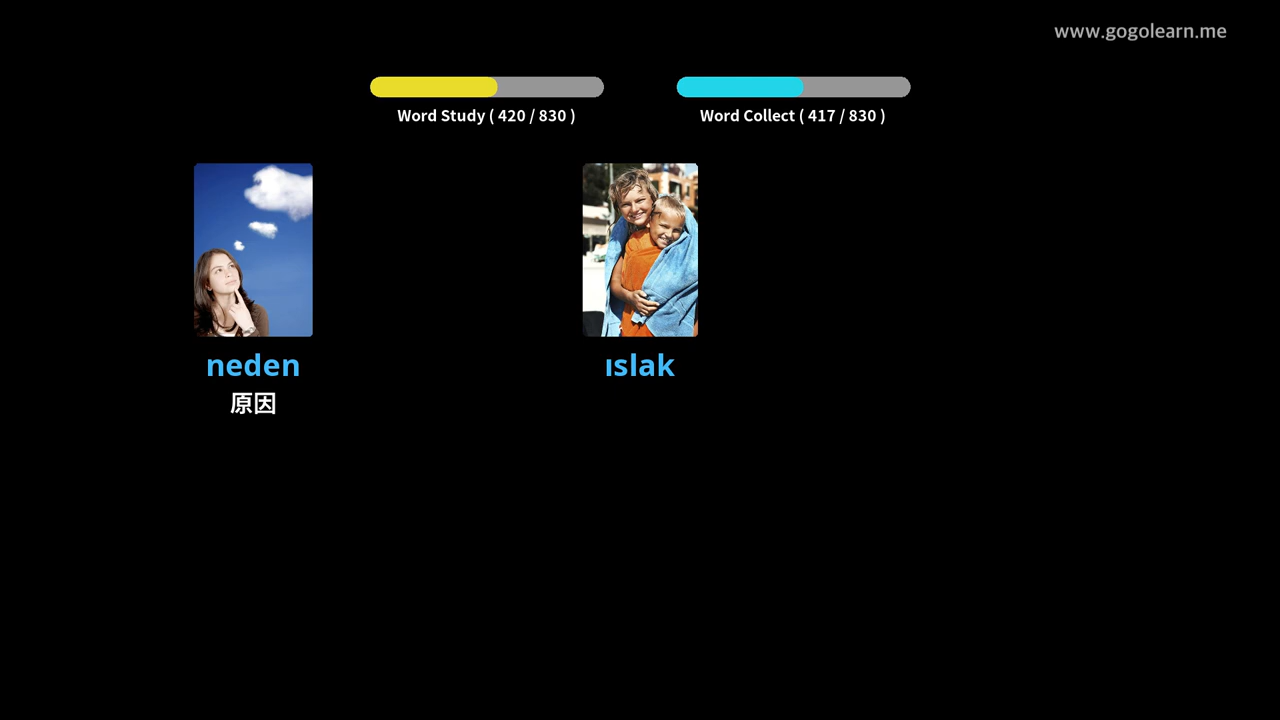 www.gogolearn.me
Word Study ( 420 / 830 )
Word Collect ( 417 / 830 )
neden
ıslak
原因